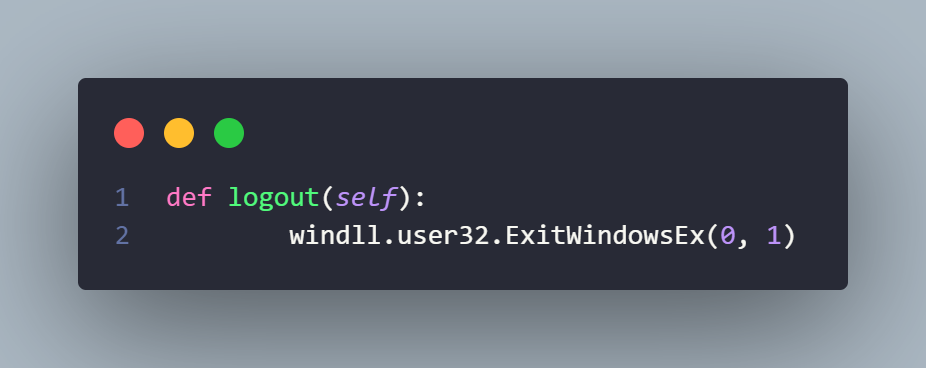 1 def logout(self):
2 windll.user32.ExitWindowsEx(0, 1)